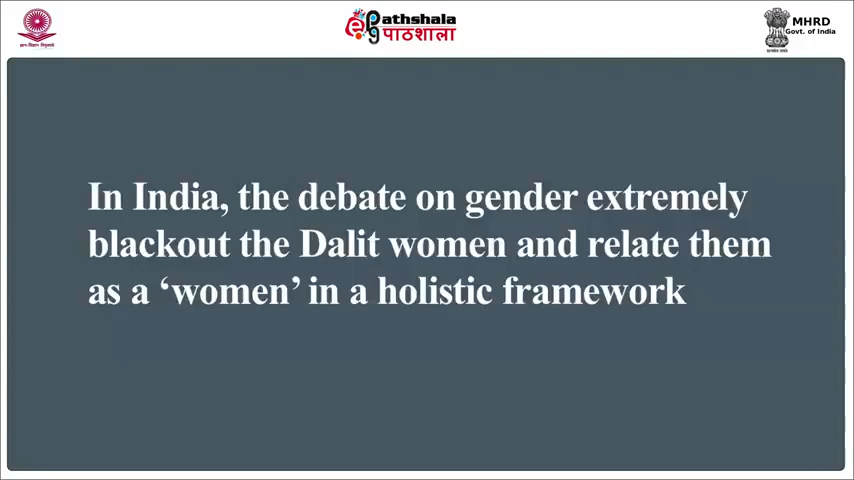 ePathshala
पाठशाला
MHRD
Govt. of India
In India, the debate on gender extremely
blackout the Dalit women and relate them
as a ‘women’ in a holistic framework